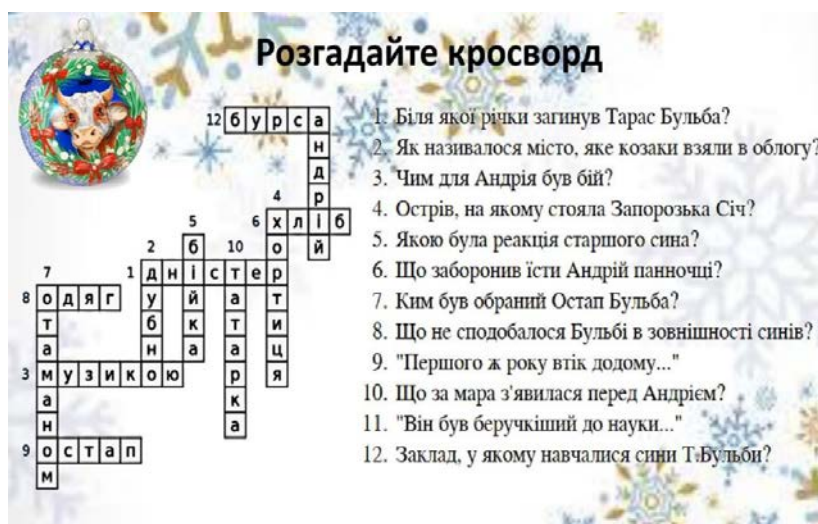 Розгадайте кросворд
12 бурса
андрій
4 хортиця
6 хліб
5 бійка
2 дубно
10 татарка
1 дністер
7 отаманом
8 одяг
3 музикою
9 остап
1. Біля якої річки загинув Тарас Бульба?
2. Як називалося місто, яке козаки взяли в облогу?
3. Чим для Андрія був бій?
4. Острів, на якому стояла Запорозька Січ?
5. Якою була реакція старшого сина?
6. Що заборонив їсти Андрій панночці?
7. Ким був обраний Остап Бульба?
8. Що не сподобалося Бульбі в зовнішності синів?
9. "Першого ж року втік додому..."
10. Що за мара з'явилася перед Андрієм?
11. "Він був беручкіший до науки..."
12. Заклад, у якому навчалися сини Т.Бульби?